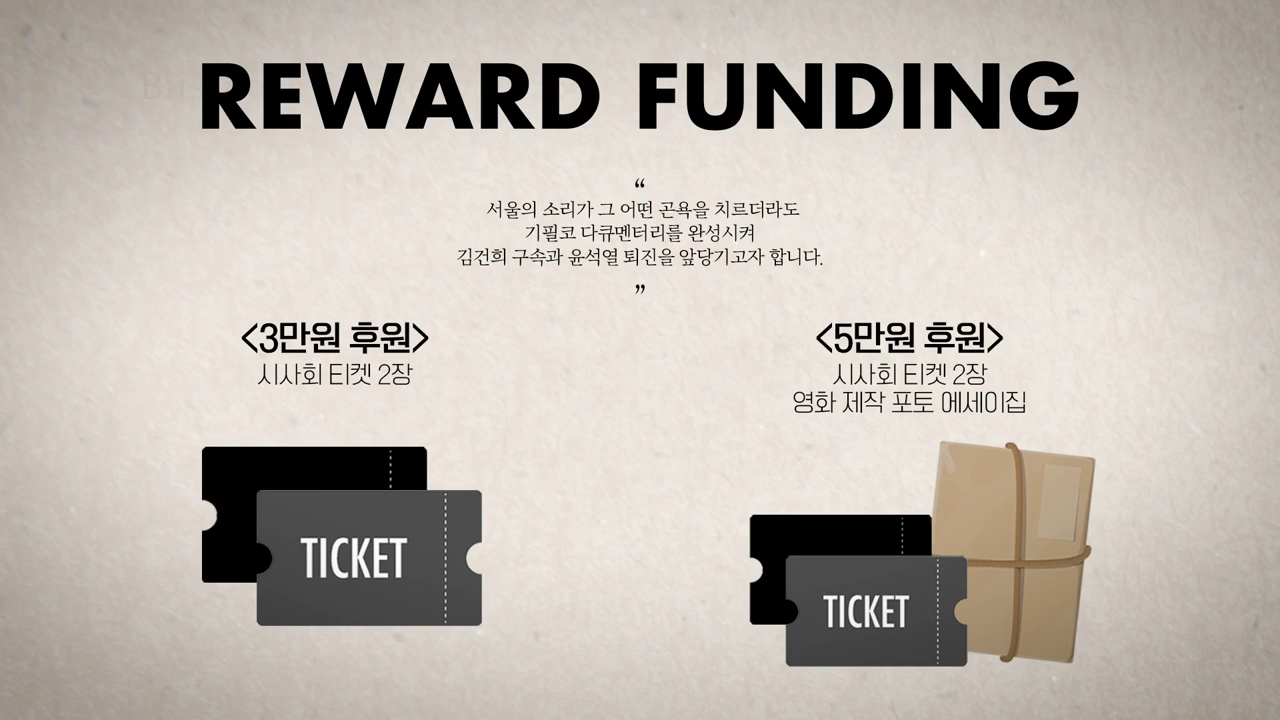 REWARD FUNDING
“
서울의 소리가 그 어떤 곤욕을 치르더라도
기필코 다큐멘터리를 완성시켜
김건희 구속과 윤석열 퇴진을 앞당기고자 합니다.
”
<3만원 후원>
시사회 티켓 2장
TICKET
<5만원 후원>
시사회 티켓 2장
영화 제작 포토 에세이집
TICKET